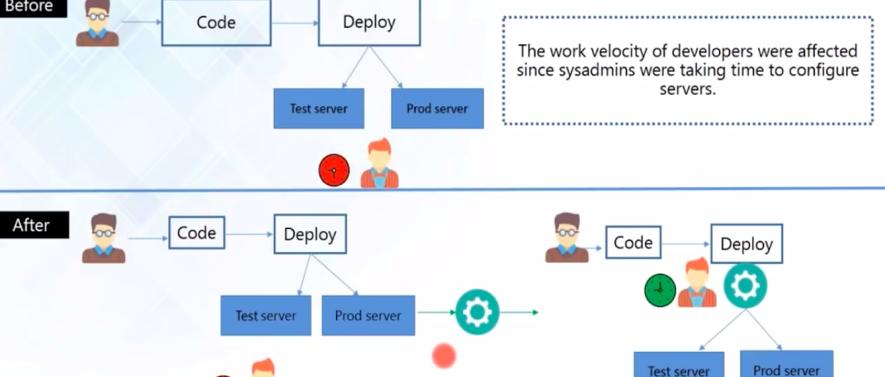 Before
Code
Deploy
Test server
Prod server
The work velocity of developers were affected
since sysadmins were taking time to configure
servers.
After
Code
Deploy
Test server
Prod server
Code
Deploy
Test server
Prod server